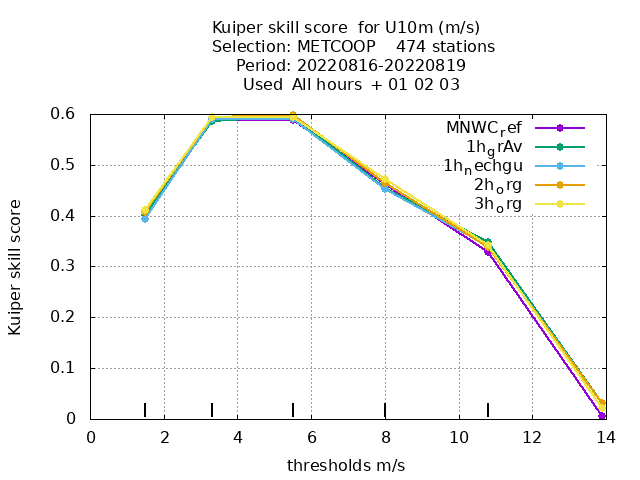 Kuiper skill score  for U10m (m/s)
Selection: METCOOP    474 stations
Period: 20220816-20220819
Used  All hours  + 01 02 03
MNWC_ref
1h_grAv
1h_nechgu
2h_org
3h_org
0.6
0.5
0.4
0.3
0.2
0.1
0
Kuiper skill score
0 2 4 6 8 10 12 14
thresholds m/s